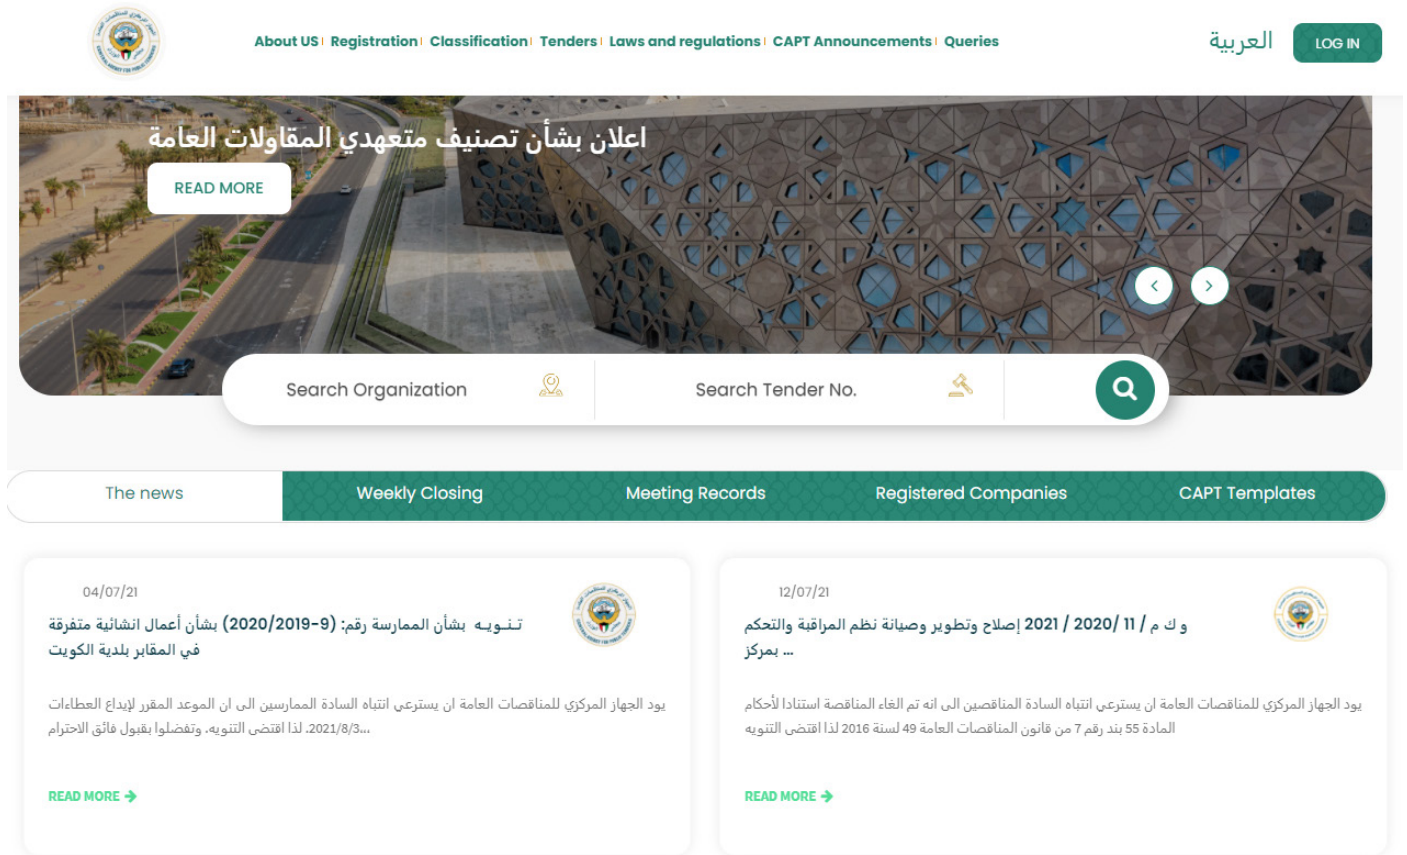 About US
Registration
Classification
Tenders
Laws and regulations
CAPT Announcements
Queries
العربية
LOG IN
اعلان بشأن تصنيف متعهدي المقاولات العامة
READ MORE
Search Organization
Search Tender No.
The news
Weekly Closing
Meeting Records
Registered Companies
CAPT Templates
04/07/21
تـنـويـه بشأن الممارسة رقم: (9-2020/2019) بشأن أعمال انشائية متفرقة
في المقابر بلدية الكويت
يود الجهاز المركزي للمناقصات العامة ان يسترعي انتباه السادة الممارسين الى ان الموعد المقرر لإيداع العطاءات
2021/8/3،،،. لذا اقتضى التنويه. وتفضلوا بقبول فائق الاحترام
READ MORE
12/07/21
و ك م / 11 /2020 / 2021 إصلاح وتطوير وصيانة نظم المراقبة والتحكم
بمركز ...
يود الجهاز المركزي للمناقصات العامة ان يسترعي انتباه السادة المناقصين الى انه تم الغاء المناقصة استنادا لأحكام
المادة 55 بند رقم 7 من قانون المناقصات العامة 49 لسنة 2016 لذا اقتضى التنويه
READ MORE